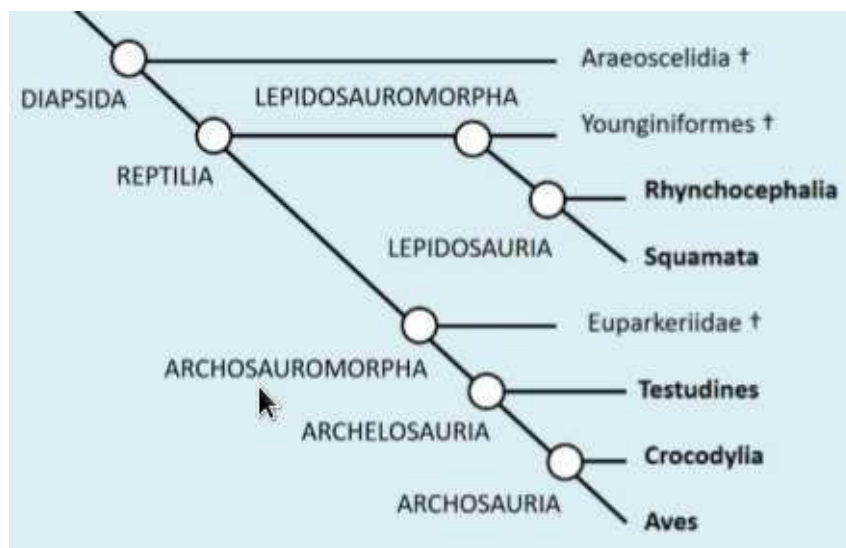 Araeoscelidia †
DIAPSIDA
LEPIDOSAUROMORPHA
Younginiformes †
REPTILIA
Rhynchocephalia
LEPIDOSAURIA
Squamata
Euparkeriidae †
ARCHOSAUROMORPHA
Testudines
ARCHELOSAURIA
Crocodylia
ARCHOSAURIA
Aves